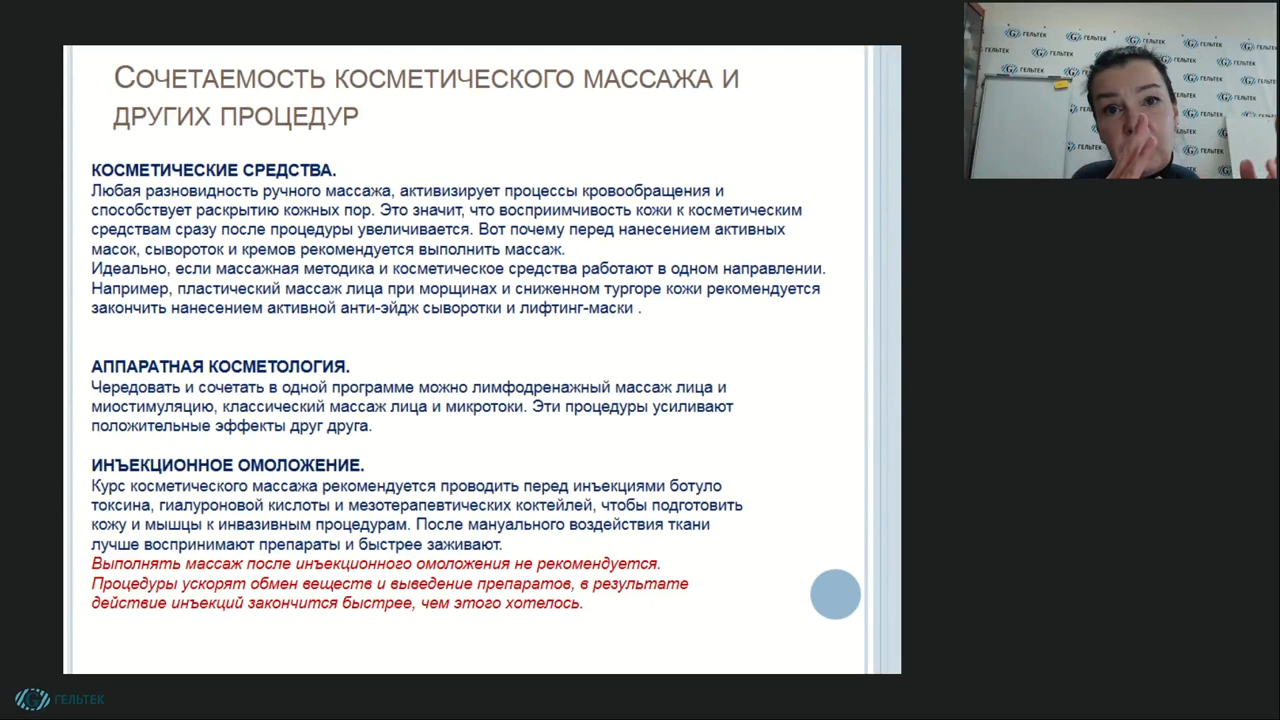 Сочетаемость косметического массажа и
других процедур
КОСМЕТИЧЕСКИЕ СРЕДСТВА.
Любая разновидность ручного массажа, активизирует процессы кровообращения и
способствует раскрытию кожных пор. Это значит, что восприимчивость кожи к косметическим
средствам сразу после процедуры увеличивается. Вот почему перед нанесением активных
масок, сывороток и кремов рекомендуется выполнить массаж.
Идеально, если массажная методика и косметическое средства работают в одном направлении.
Например, пластический массаж лица при морщинах и сниженном тургоре кожи рекомендуется
закончить нанесением активной анти-эйдж сыворотки и лифтинг-маски .
АППАРАТНАЯ КОСМЕТОЛОГИЯ.
Чередовать и сочетать в одной программе можно лимфодренажный массаж лица и
миостимуляцию, классический массаж лица и микротоки. Эти процедуры усиливают
положительные эффекты друг друга.
ИНЪЕКЦИОННОЕ ОМОЛОЖЕНИЕ.
Курс косметического массажа рекомендуется проводить перед инъекциями ботуло
токсина, гиалуроновой кислоты и мезотерапевтических коктейлей, чтобы подготовить
кожу и мышцы к инвазивным процедурам. После мануального воздействия ткани
лучше воспринимают препараты и быстрее заживают.
Выполнять массаж после инъекционного омоложения не рекомендуется.
Процедуры ускорят обмен веществ и выведение препаратов, в результате
действие инъекций закончится быстрее, чем этого хотелось.
ГЕЛЬТЕК